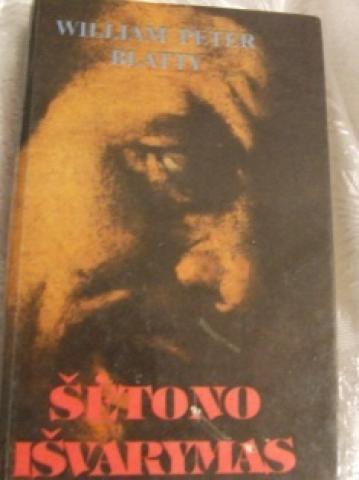 WILLIAM PETER
BLATTY
ŠĖTONO
IŠVARYMAS